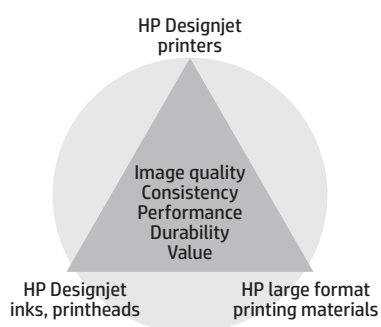 HP Designjet
printers
Image quality
Consistency
Performance
Durability
Value
HP Designjet
inks, printheads
HP large format
printing materials